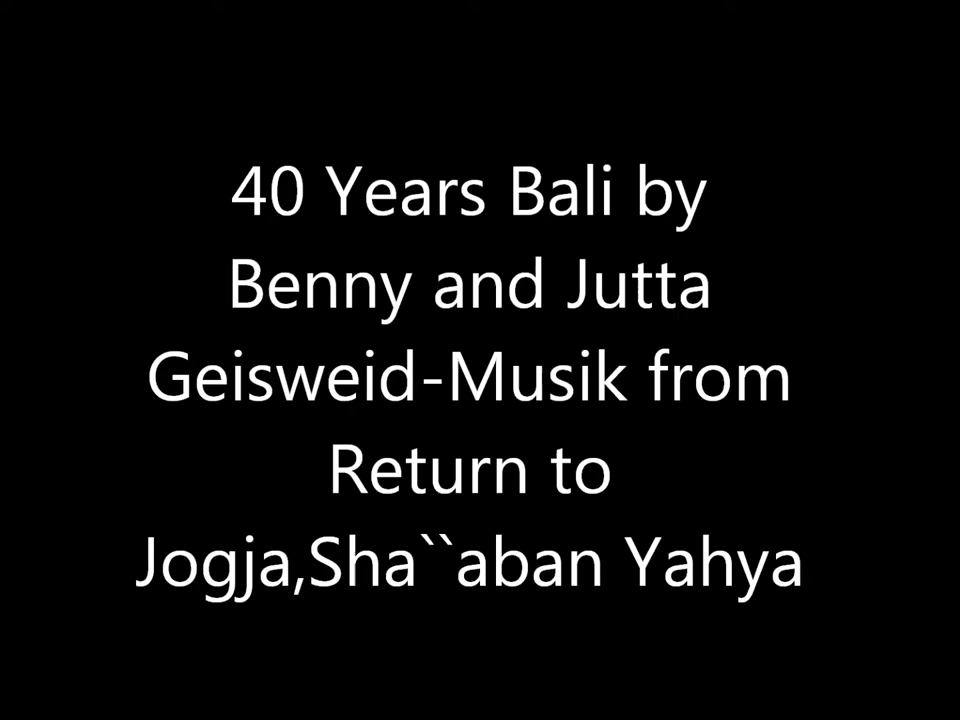 40 Years Bali by
Benny and Jutta
Geisweid-Musik from
Return to
Jogja,Sha``aban Yahya